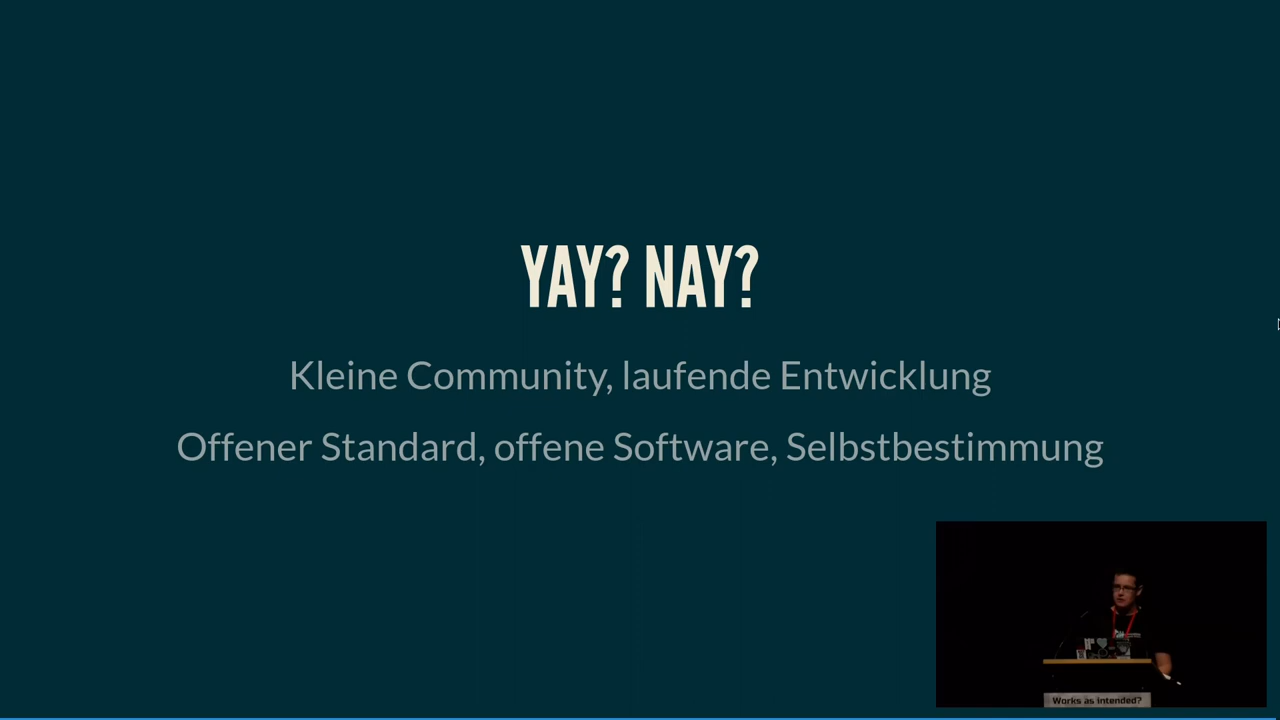 YAY? NAY?
Kleine Community, laufende Entwicklung
Offener Standard, offene Software, Selbstbestimmung
Works as intended?